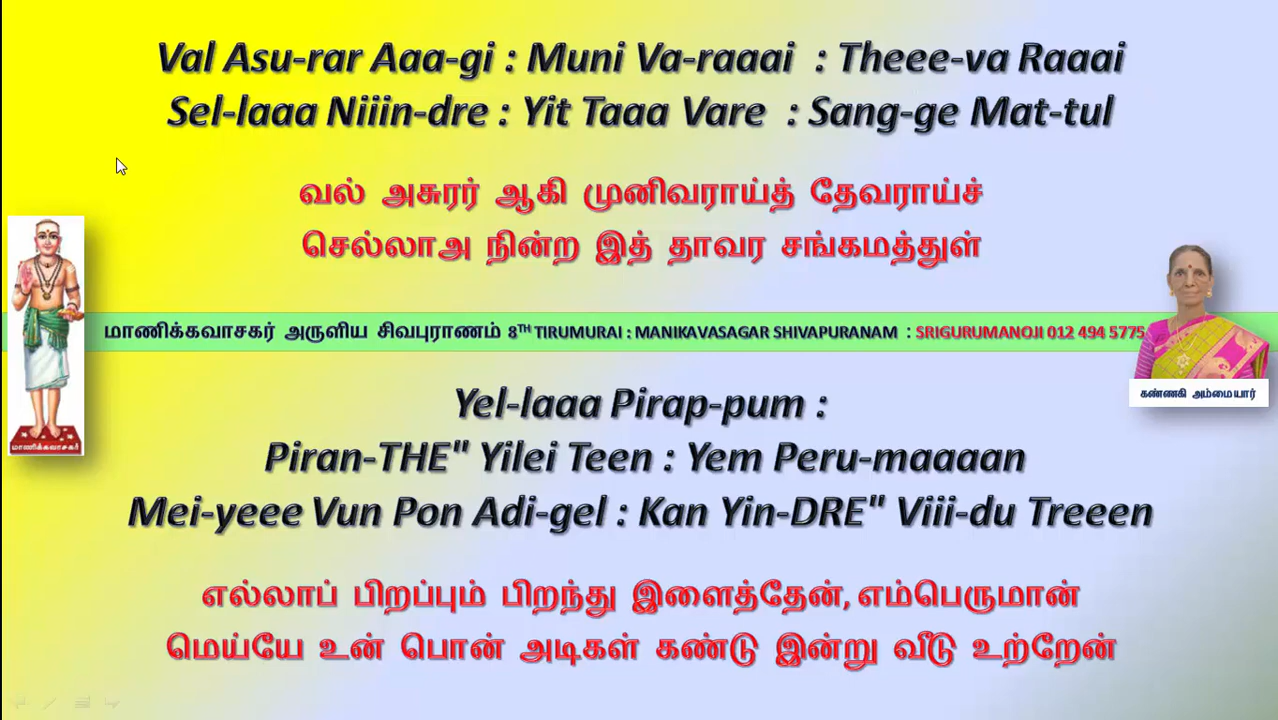 Val Asu-rar Aaa-gi : Muni Va-raaai : Theee-va Raaai
Sel-laaa Niiin-dre : Yit Taaa Vare : Sang-ge Mat-tul
வல் அசுரர் ஆகி முனிவராய்த் தேவராய்ச்
செல்லாஅ நின்ற இத் தாவர சங்கமத்துள்
மாணிக்கவாசகர் அருளிய சிவபுராணம் 8TH TIRUMURAI : MANIKAVASAGAR SHIVAPURANAM : SRIGURUMANOJI 012 494 5775
கண்ணகி அம்மையார்
மாணிக்கவாசகர்
Yel-laaa Pirap-pum :
Piran-THE" Yilei Teen : Yem Peru-maaaan
Mei-yeee Vun Pon Adi-gel : Kan Yin-DRE" Viii-du Treeen
எல்லாப் பிறப்பும் பிறந்து இளைத்தேன், எம்பெருமான்
மெய்யே உன் பொன் அடிகள் கண்டு இன்று வீடு உற்றேன்